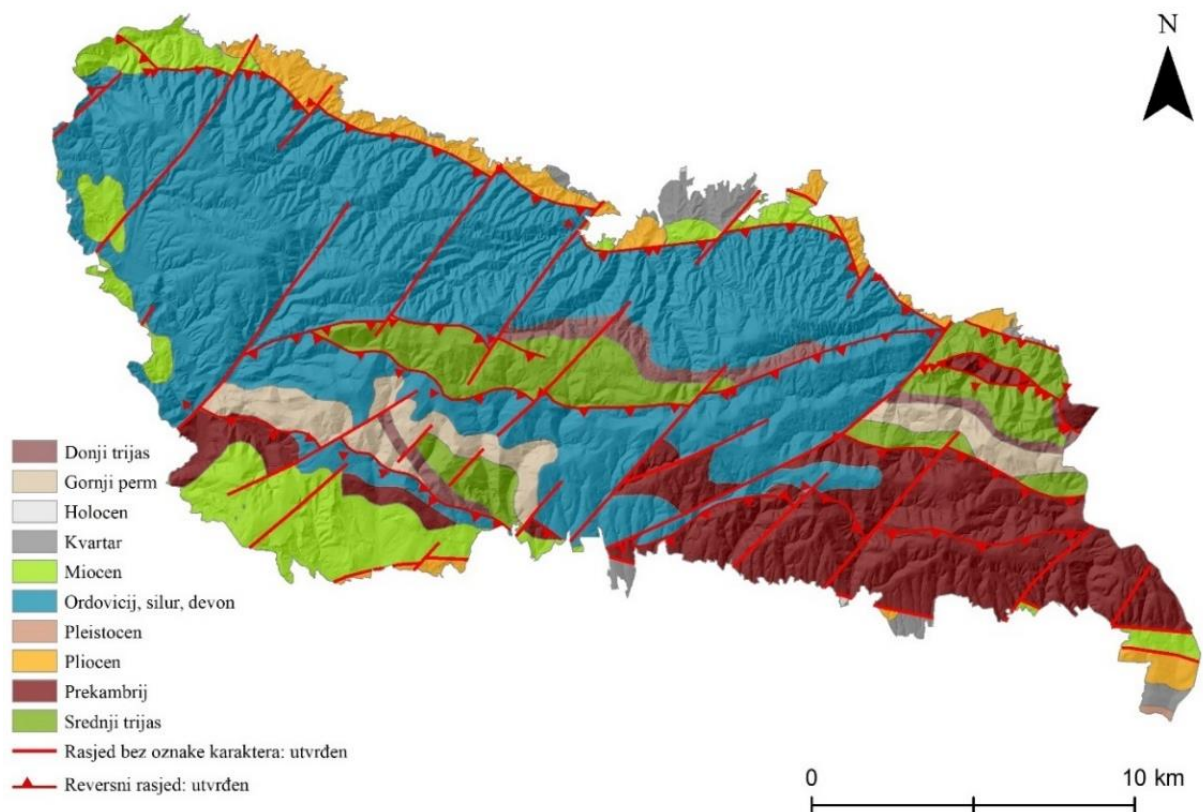 N
Donji trijas
Gornji perm
Holocen
Kvartar
Miocen
Ordovicij, silur, devon
Pleistocen
Pliocen
Prekambrij
Srednji trijas
Rasjed bez oznake karaktera: utvrđen
Reversni rasjed: utvrđen
0 10 km